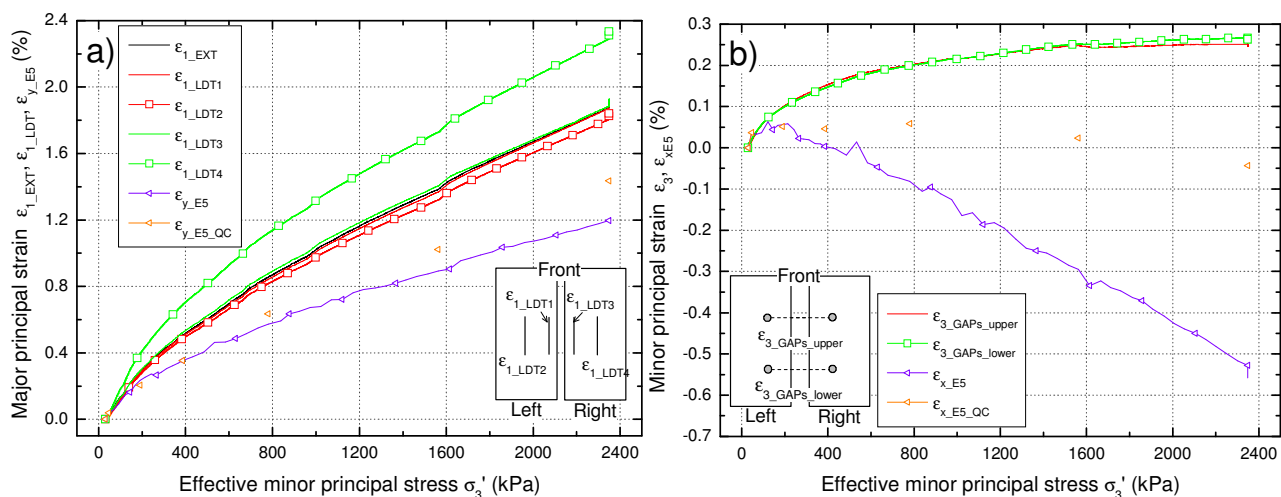 a)
Major principal strain ε1_EXT, ε1_LDT, εy_E5 (%)
2.4
2.0
1.6
1.2
0.8
0.4
0.0
ε1_EXT
ε1_LDT1
ε1_LDT2
ε1_LDT3
ε1_LDT4
εy_E5
εy_E5_QC
Front
ε1_LDT1
ε1_LDT3
ε1_LDT2
ε1_LDT4
Left Right
0 400 800 1200 1600 2000 2400
Effective minor principal stress σ3' (kPa)
b)
Minor principal strain ε3, εxE5 (%)
0.3
0.2
0.1
0.0
-0.1
-0.2
-0.3
-0.4
-0.5
-0.6
-0.7
Front
ε3_GAPs_upper
ε3_GAPs_lower
Left Right
ε3_GAPs_upper
ε3_GAPs_lower
εx_E5
εx_E5_QC
0 400 800 1200 1600 2000 2400
Effective minor principal stress σ3' (kPa)